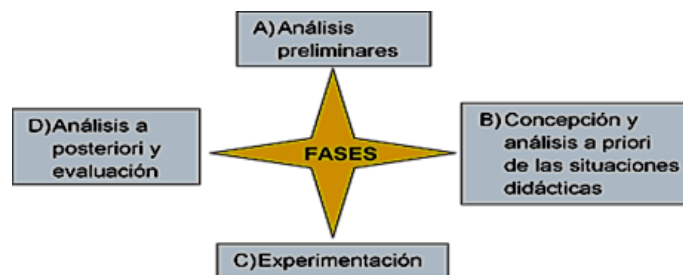 A) Análisis
preliminares
B) Concepción y
análisis a priori
de las situaciones
didácticas
C) Experimentación
D) Análisis a
posteriori y
evaluación
FASES